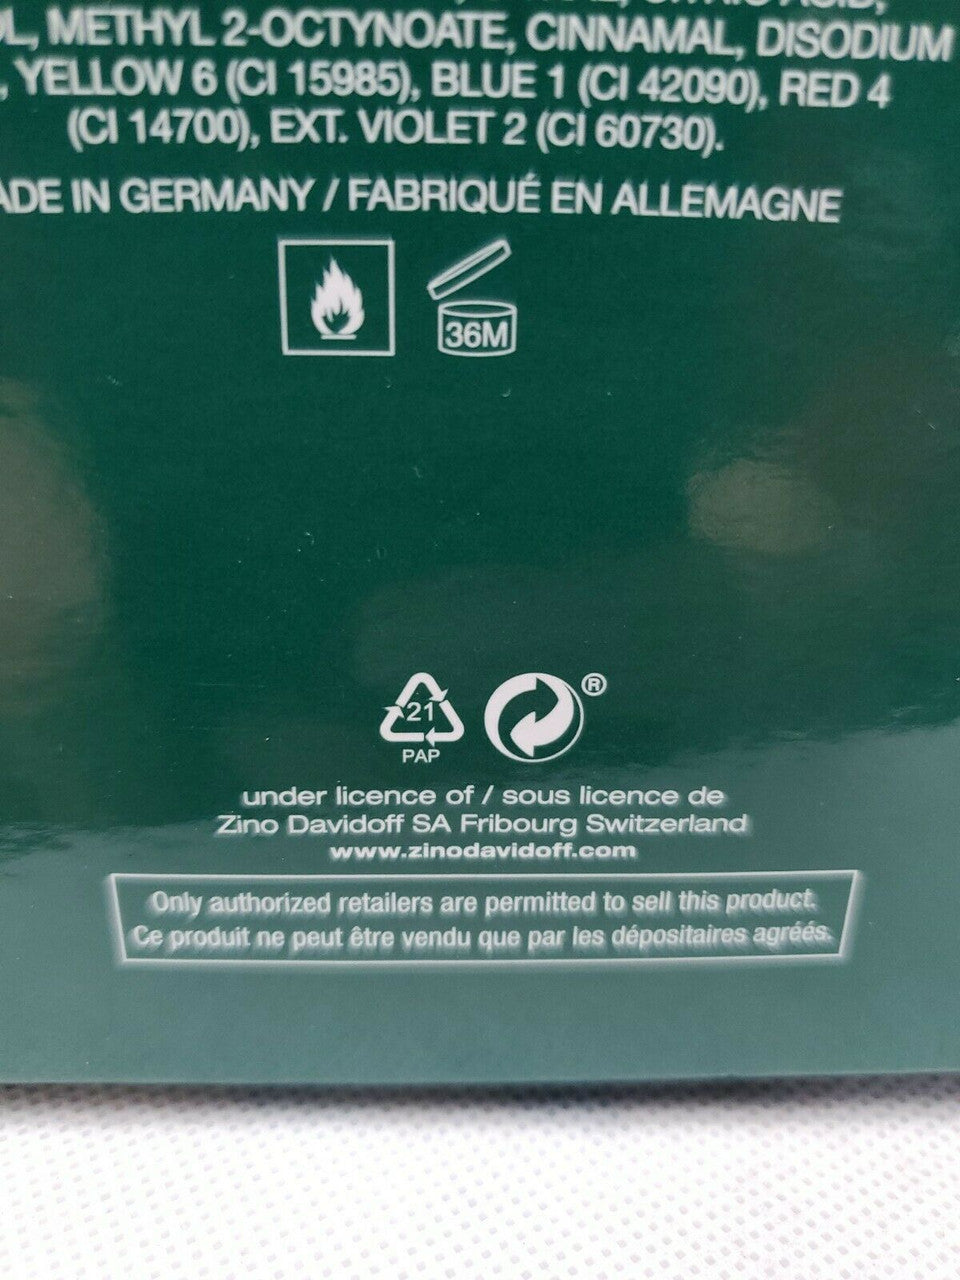 CITRIC ACID,
METHYL 2-OCTYNOATE, CINNAMAL, DISODIUM
, YELLOW 6 (CI 15985), BLUE 1 (CI 42090), RED 4
(CI 14700), EXT. VIOLET 2 (CI 60730).
ADE IN GERMANY / FABRIQUÉ EN ALLEMAGNE
36M
21
PAP
®
under licence of / sous licence de
Zino Davidoff SA Fribourg Switzerland
www.zinodavidoff.com
Only authorized retailers are permitted to sell this product.
Ce produit ne peut être vendu que par les dépositaires agréés.